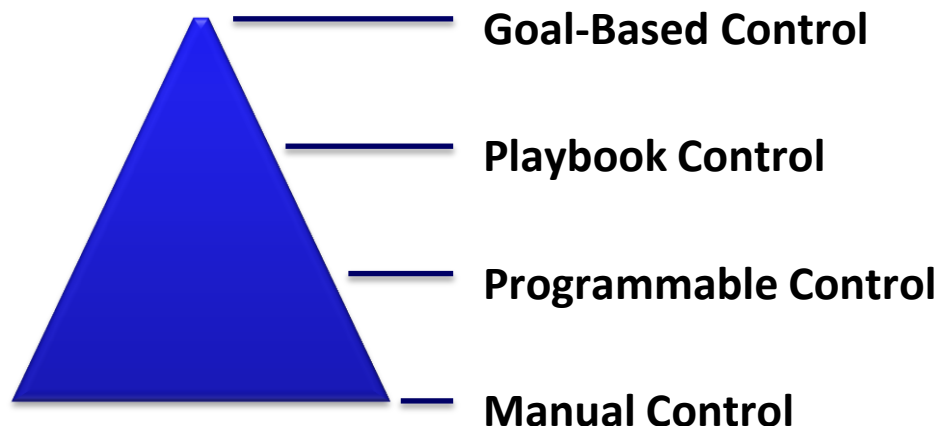 Goal-Based Control
Playbook Control
Programmable Control
Manual Control